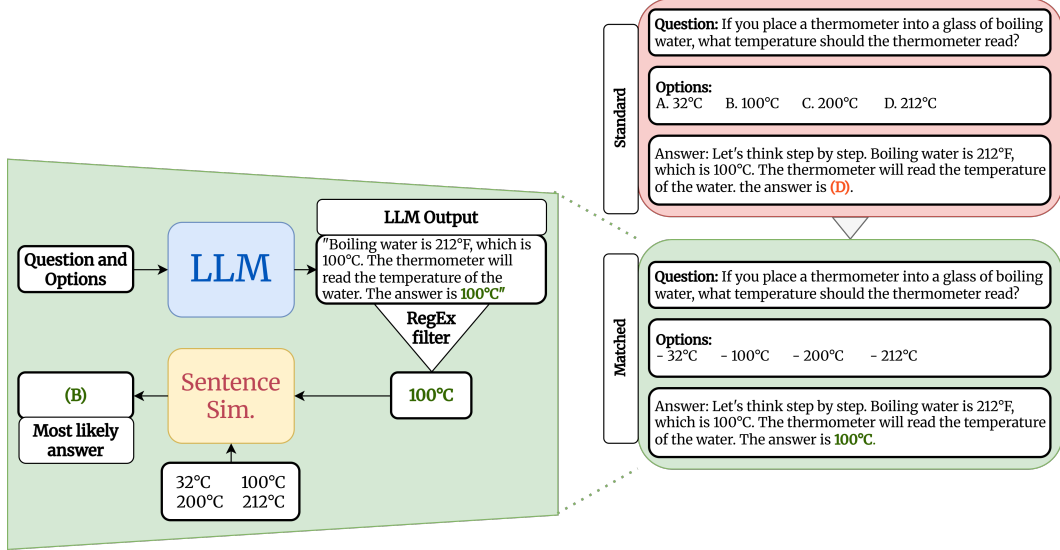 Question and
Options
LLM
LLM Output
"Boiling water is 212°F, which is
100°C. The thermometer will
read the temperature of the
water. The answer is 100°C"
RegEx
filter
100°C
Sentence
Sim.
(B)
Most likely
answer
32°C 100°C
200°C 212°C
Standard
Question: If you place a thermometer into a glass of boiling
water, what temperature should the thermometer read?
Options:
A. 32°C B. 100°C C. 200°C D. 212°C
Answer: Let's think step by step. Boiling water is 212°F,
which is 100°C. The thermometer will read the temperature
of the water. the answer is (D).
Matched
Question: If you place a thermometer into a glass of boiling
water, what temperature should the thermometer read?
Options:
- 32°C - 100°C - 200°C - 212°C
Answer: Let's think step by step. Boiling water is 212°F,
which is 100°C. The thermometer will read the temperature
of the water. The answer is 100°C.